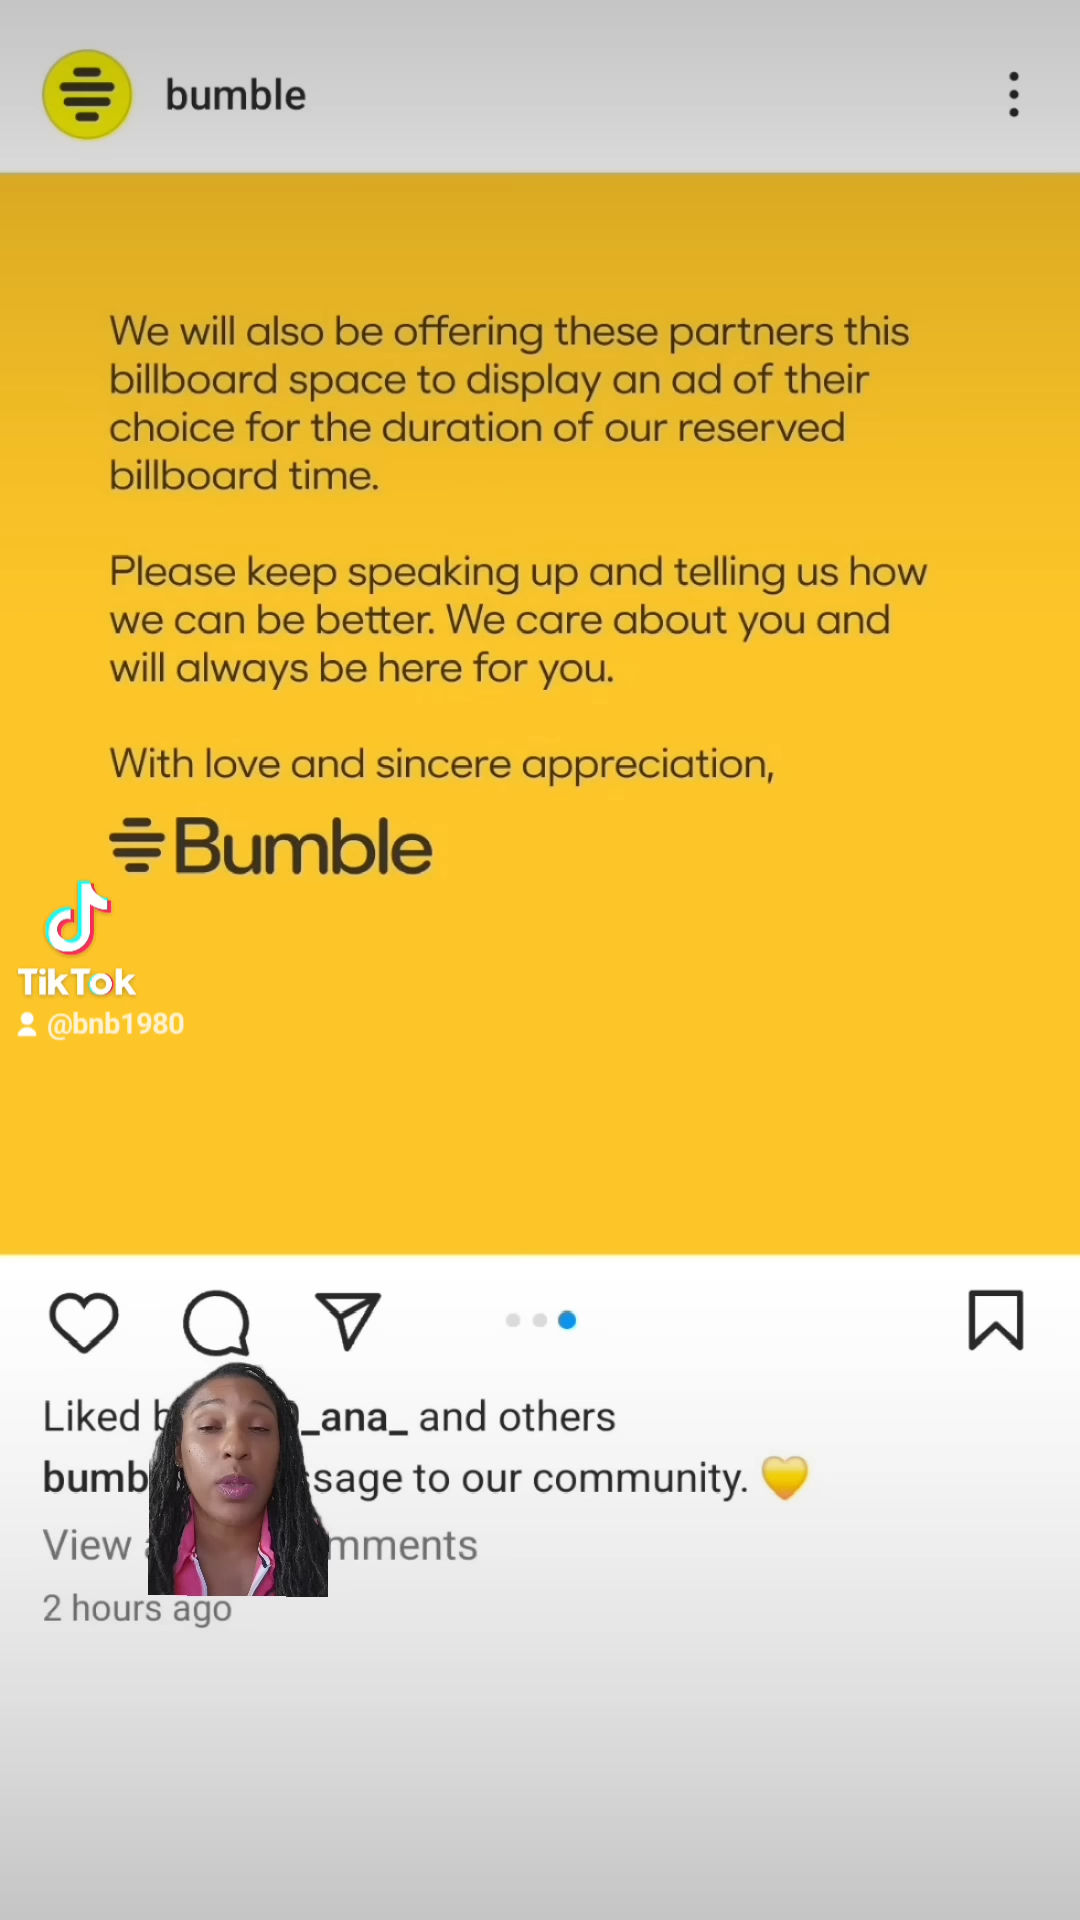 bumble
We will also be offering these partners this
billboard space to display an ad of their
choice for the duration of our reserved
billboard time.
Please keep speaking up and telling us how
we can be better. We care about you and
will always be here for you.
With love and sincere appreciation,
Bumble
TikTok
@bnb1980
Liked _ana_ and others
to our community. 💛
View
2 hours ago